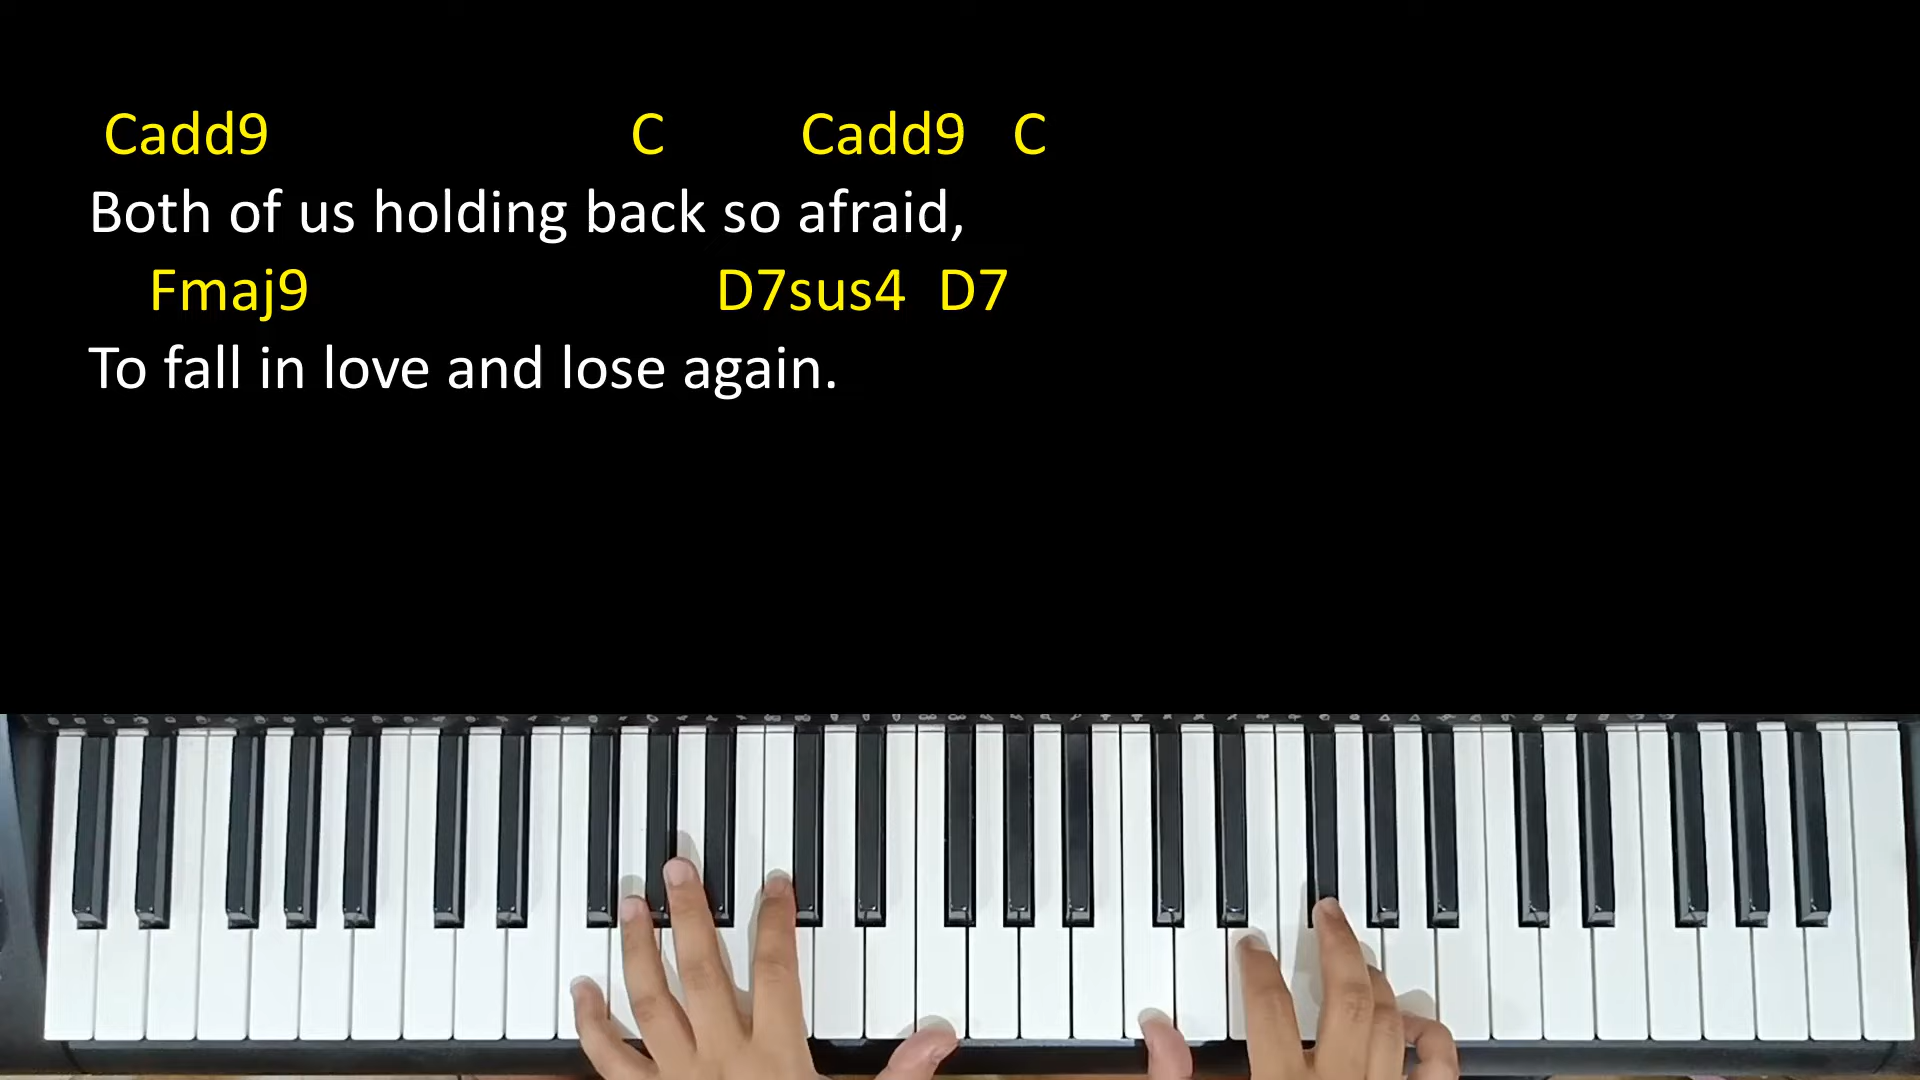 Cadd9 C Cadd9 C
Both of us holding back so afraid,
Fmaj9 D7sus4 D7
To fall in love and lose again.